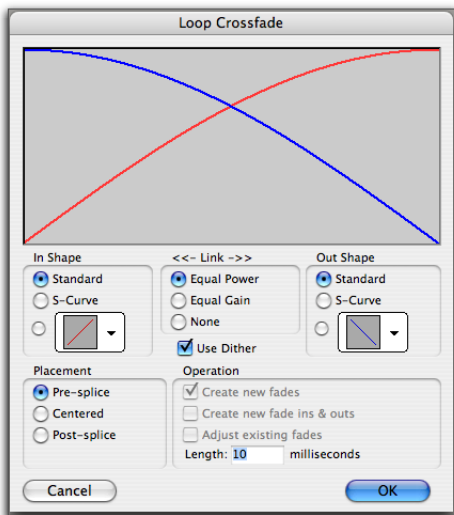 Loop Crossfade
In Shape
Standard
S-Curve
<<- Link ->>
Equal Power
Equal Gain
None
Use Dither
Out Shape
Standard
S-Curve
Placement
Pre-splice
Centered
Post-splice
Operation
Create new fades
Create new fade ins & outs
Adjust existing fades
Length: 10 milliseconds
Cancel
OK